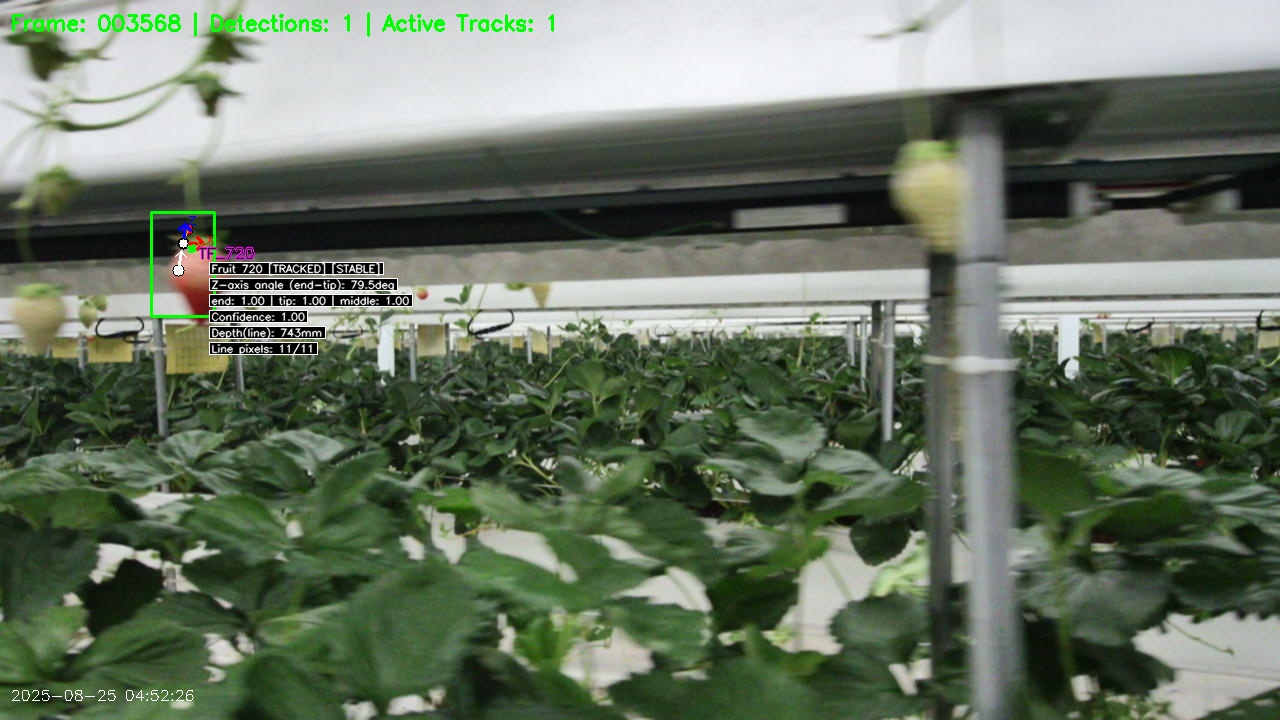 Frame: 003568 | Detections: 1 | Active Tracks: 1
TF_720
Fruit 720 [TRACKED] [STABLE]
Z-axis angle (end-tip): 79.5deg
end: 1.00 | tip: 1.00 | middle: 1.00
Confidence: 1.00
Depth(line): 743mm
Line pixels: 11/11
2025-08-25 04:52:26